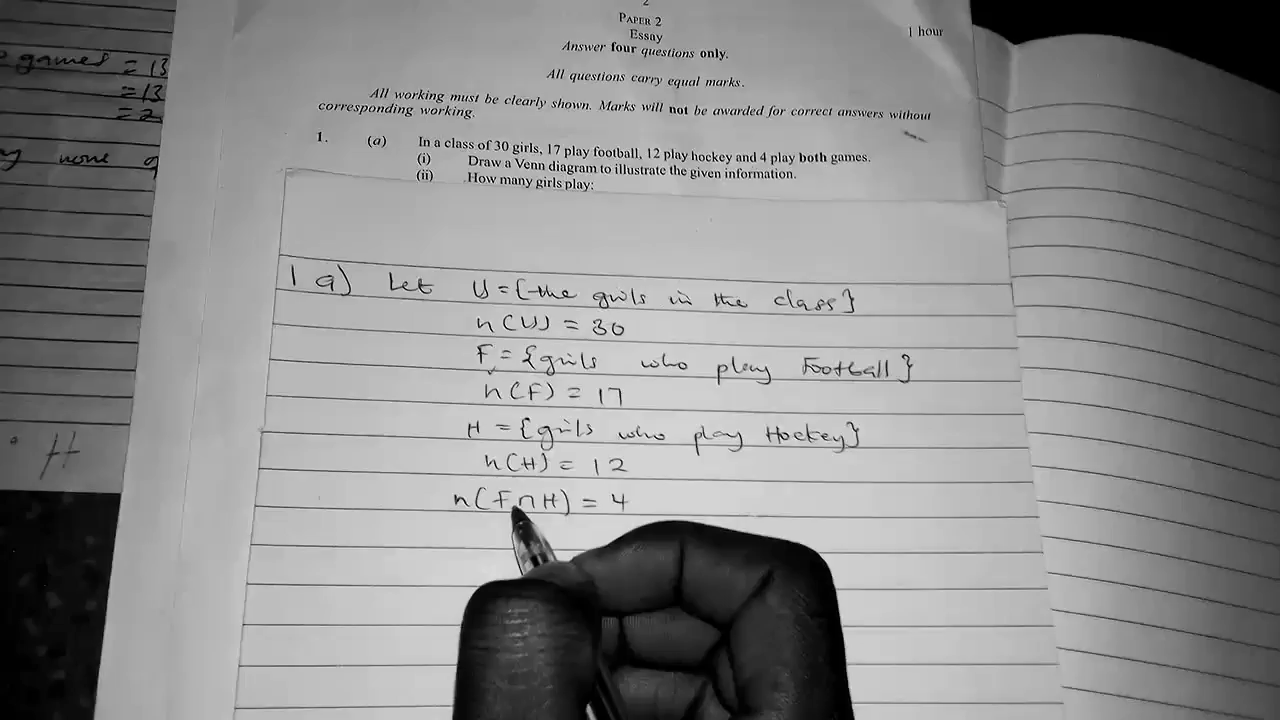 2
PAPER 2
Essay
1 hour
Answer four questions only.
All questions carry equal marks.
All working must be clearly shown. Marks will not be awarded for correct answers without
corresponding working.
1. (a) In a class of 30 girls, 17 play football, 12 play hockey and 4 play both games.
(i) Draw a Venn diagram to illustrate the given information.
(ii) How many girls play:
games = 13
= 13
= 2
none
H
1 a) Let U = {the girls in the class}
n(U) = 30
F = {girls who play Football}
n(F) = 17
H = {girls who play Hockey}
n(H) = 12
n(F∩H) = 4